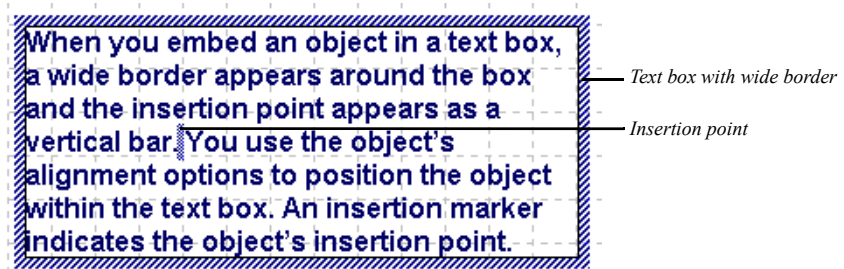 When you embed an object in a text box,
a wide border appears around the box
and the insertion point appears as a
vertical bar. You use the object's
alignment options to position the object
within the text box. An insertion marker
indicates the object's insertion point.
Text box with wide border
Insertion point